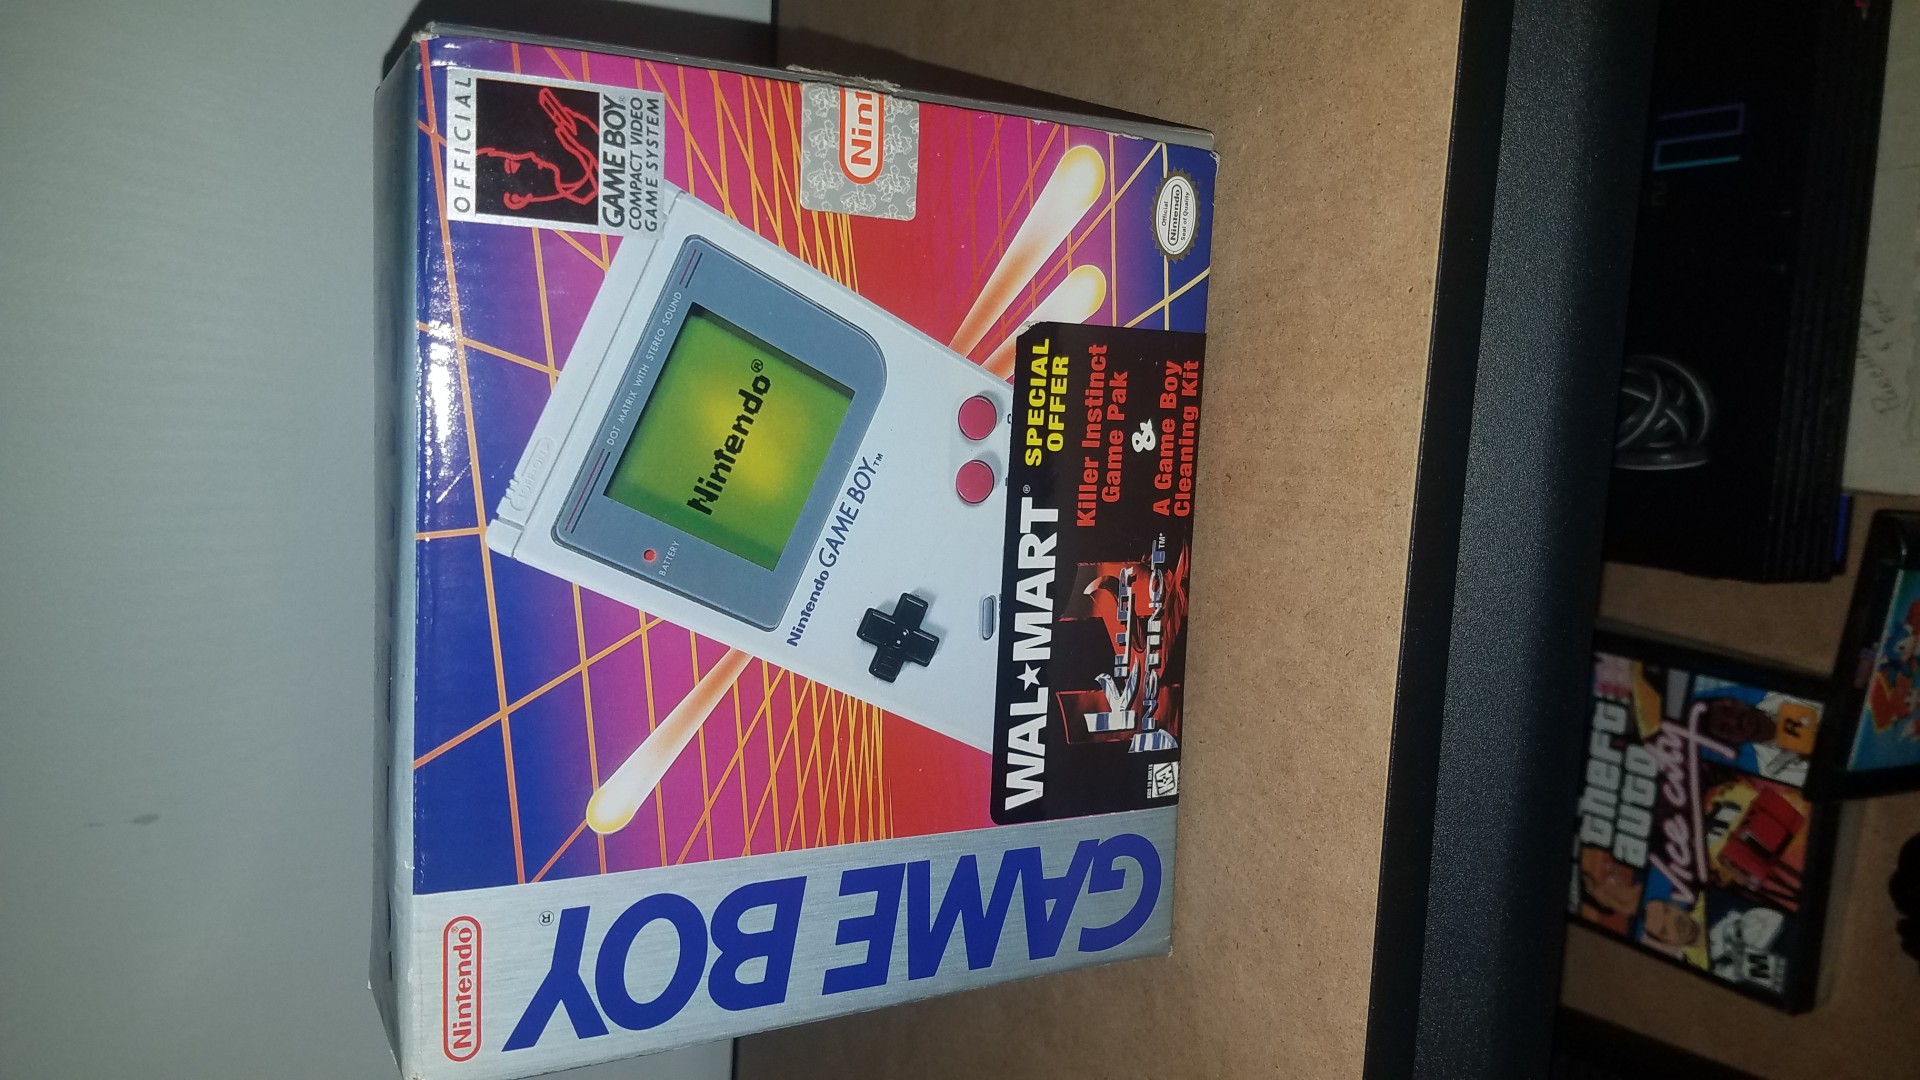 OFFICIAL
GAME BOY
COMPACT VIDEO
GAME SYSTEM
Nin
Official
Nintendo
Seal of Quality
DOT MATRIX WITH STEREO SOUND
BATTERY
Nintendo®
Nintendo GAME BOY™
WAL★MART® SPECIAL OFFER
Killer Instinct
Game Pak
&
A Game Boy
Cleaning Kit
KILLER
INSTINCT™
K-A
Nintendo®
GAME BOY®
theft
auto
vice city
R
M